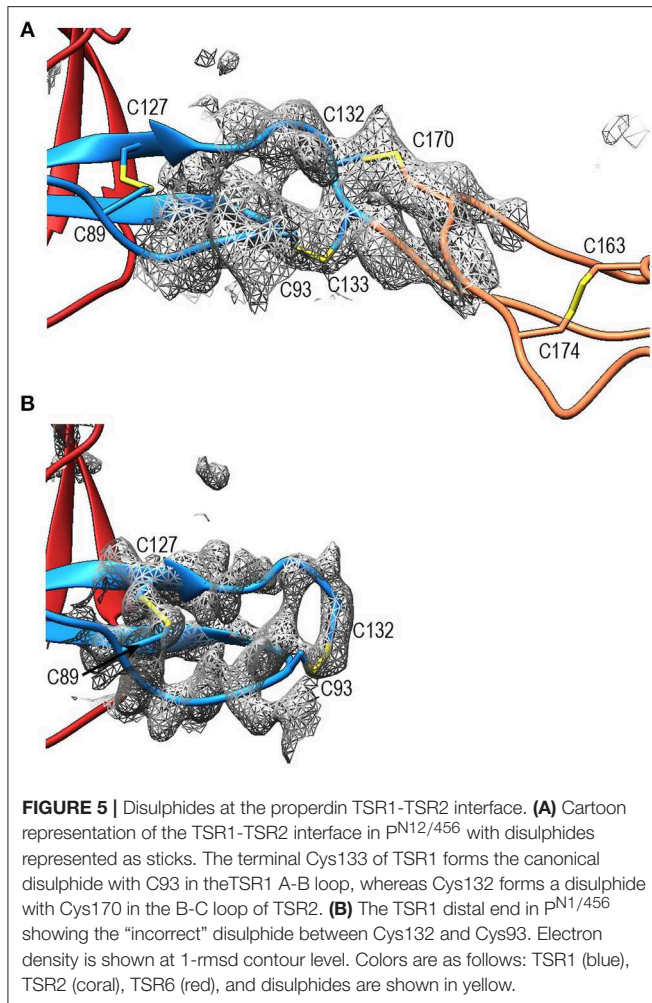 A
C127
C132
C170
C89
C93
C133
C163
C174
B
C127
C132
C89
C93
FIGURE 5 | Disulphides at the properdin TSR1-TSR2 interface. (A) Cartoon
representation of the TSR1-TSR2 interface in P^N12/456 with disulphides
represented as sticks. The terminal Cys133 of TSR1 forms the canonical
disulphide with C93 in theTSR1 A-B loop, whereas Cys132 forms a disulphide
with Cys170 in the B-C loop of TSR2. (B) The TSR1 distal end in P^N1/456
showing the “incorrect” disulphide between Cys132 and Cys93. Electron
density is shown at 1-rmsd contour level. Colors are as follows: TSR1 (blue),
TSR2 (coral), TSR6 (red), and disulphides are shown in yellow.